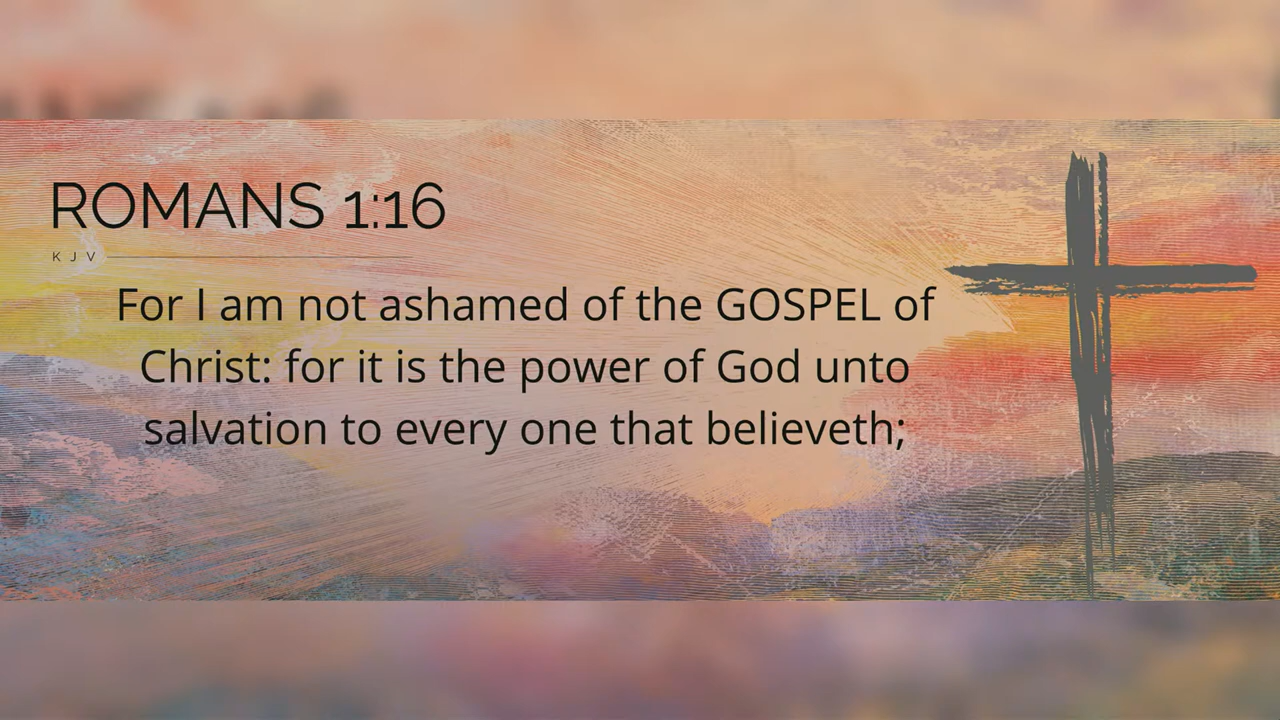 ROMANS 1:16
KJV
For I am not ashamed of the GOSPEL of
Christ: for it is the power of God unto
salvation to every one that believeth;